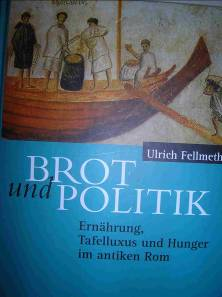 Ulrich Fellmeth
BROT
und POLITIK
Ernährung,
Tafelluxus und Hunger
im antiken Rom